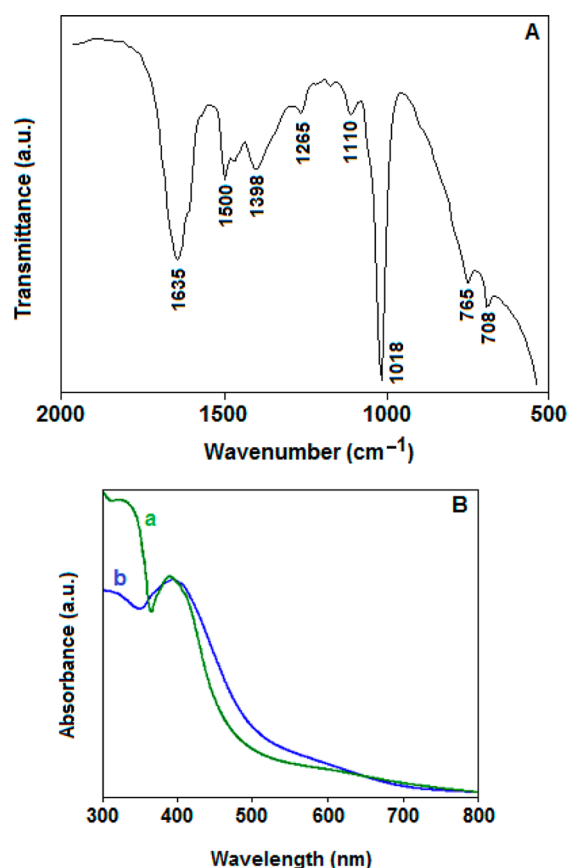 A
Transmittance (a.u.)
1635
1500
1398
1265
1110
1018
765
708
2000 1500 1000 500
Wavenumber (cm⁻¹)
B
a
b
Absorbance (a.u.)
300 400 500 600 700 800
Wavelength (nm)